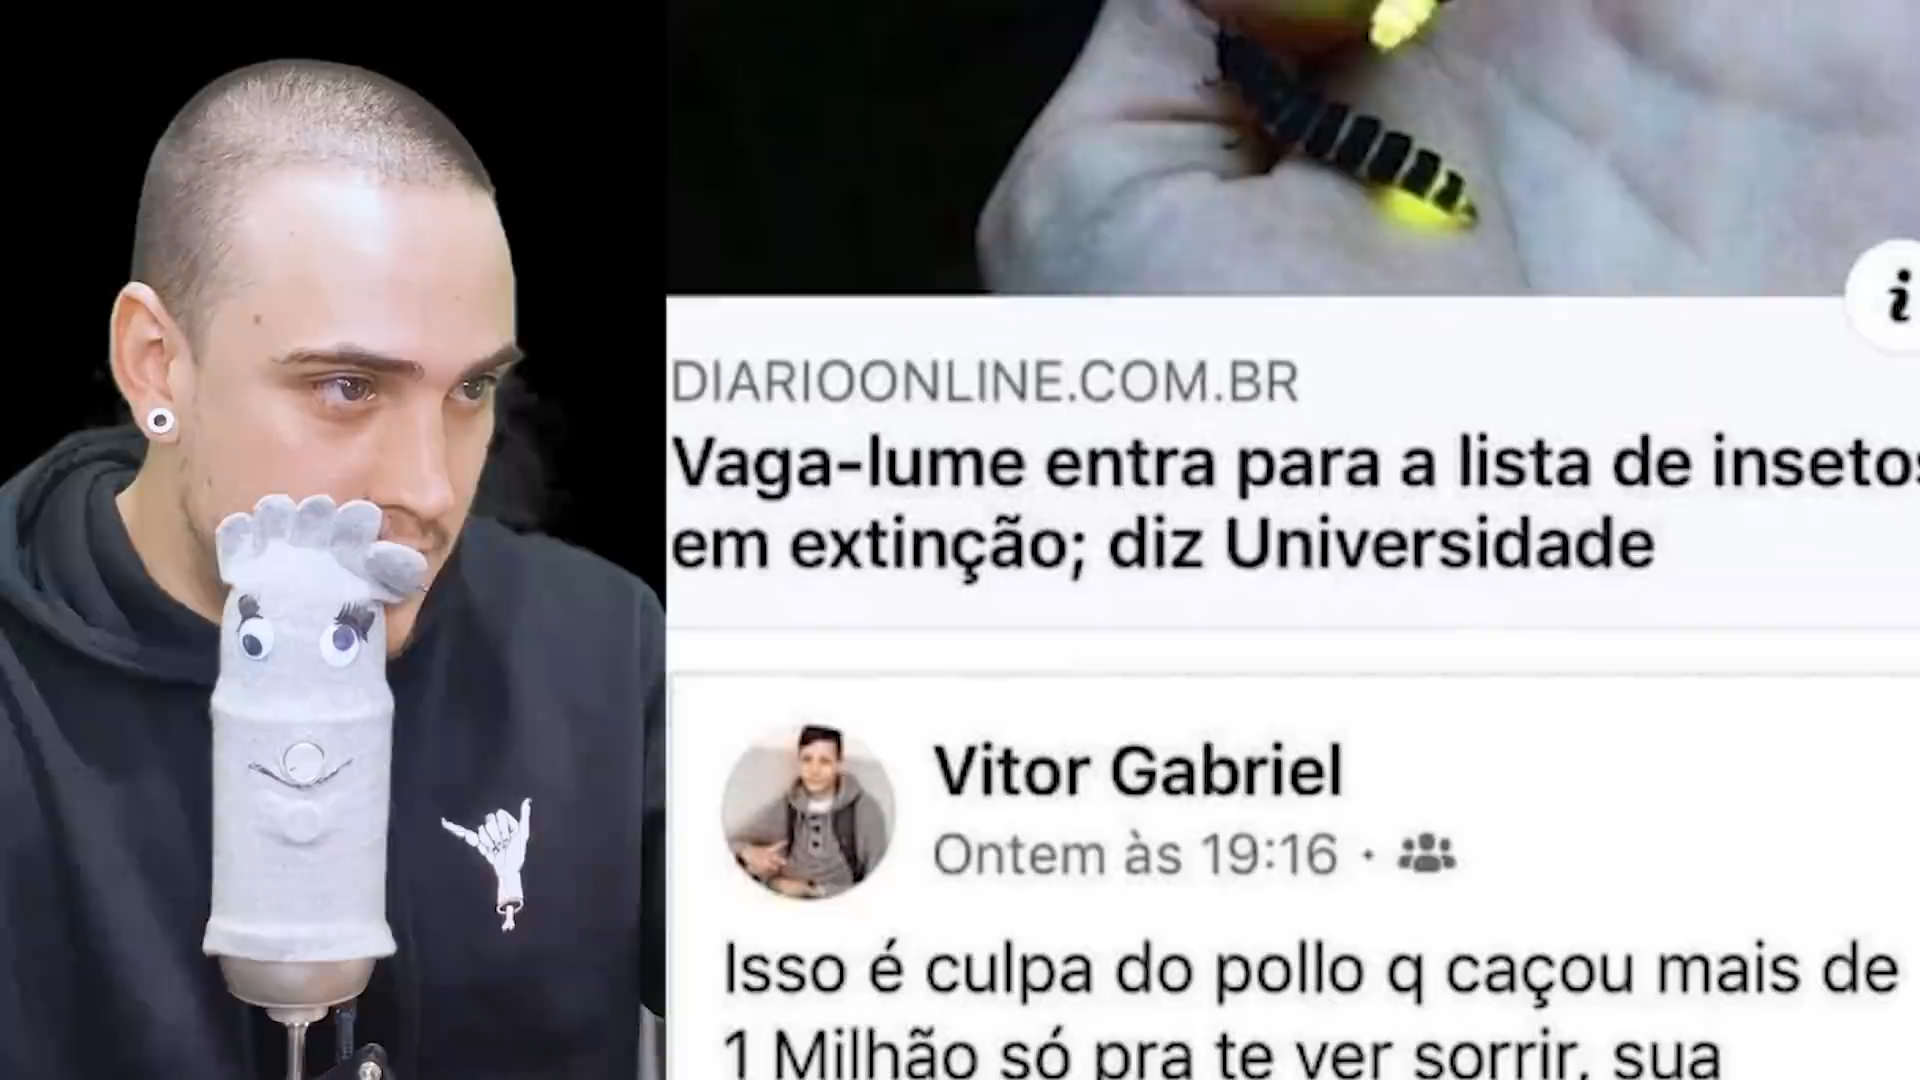 DIARIOONLINE.COM.BR
Vaga-lume entra para a lista de insetos
em extinção; diz Universidade
Vitor Gabriel
Ontem às 19:16 ·
Isso é culpa do pollo q caçou mais de
1 Milhão só pra te ver sorrir, sua